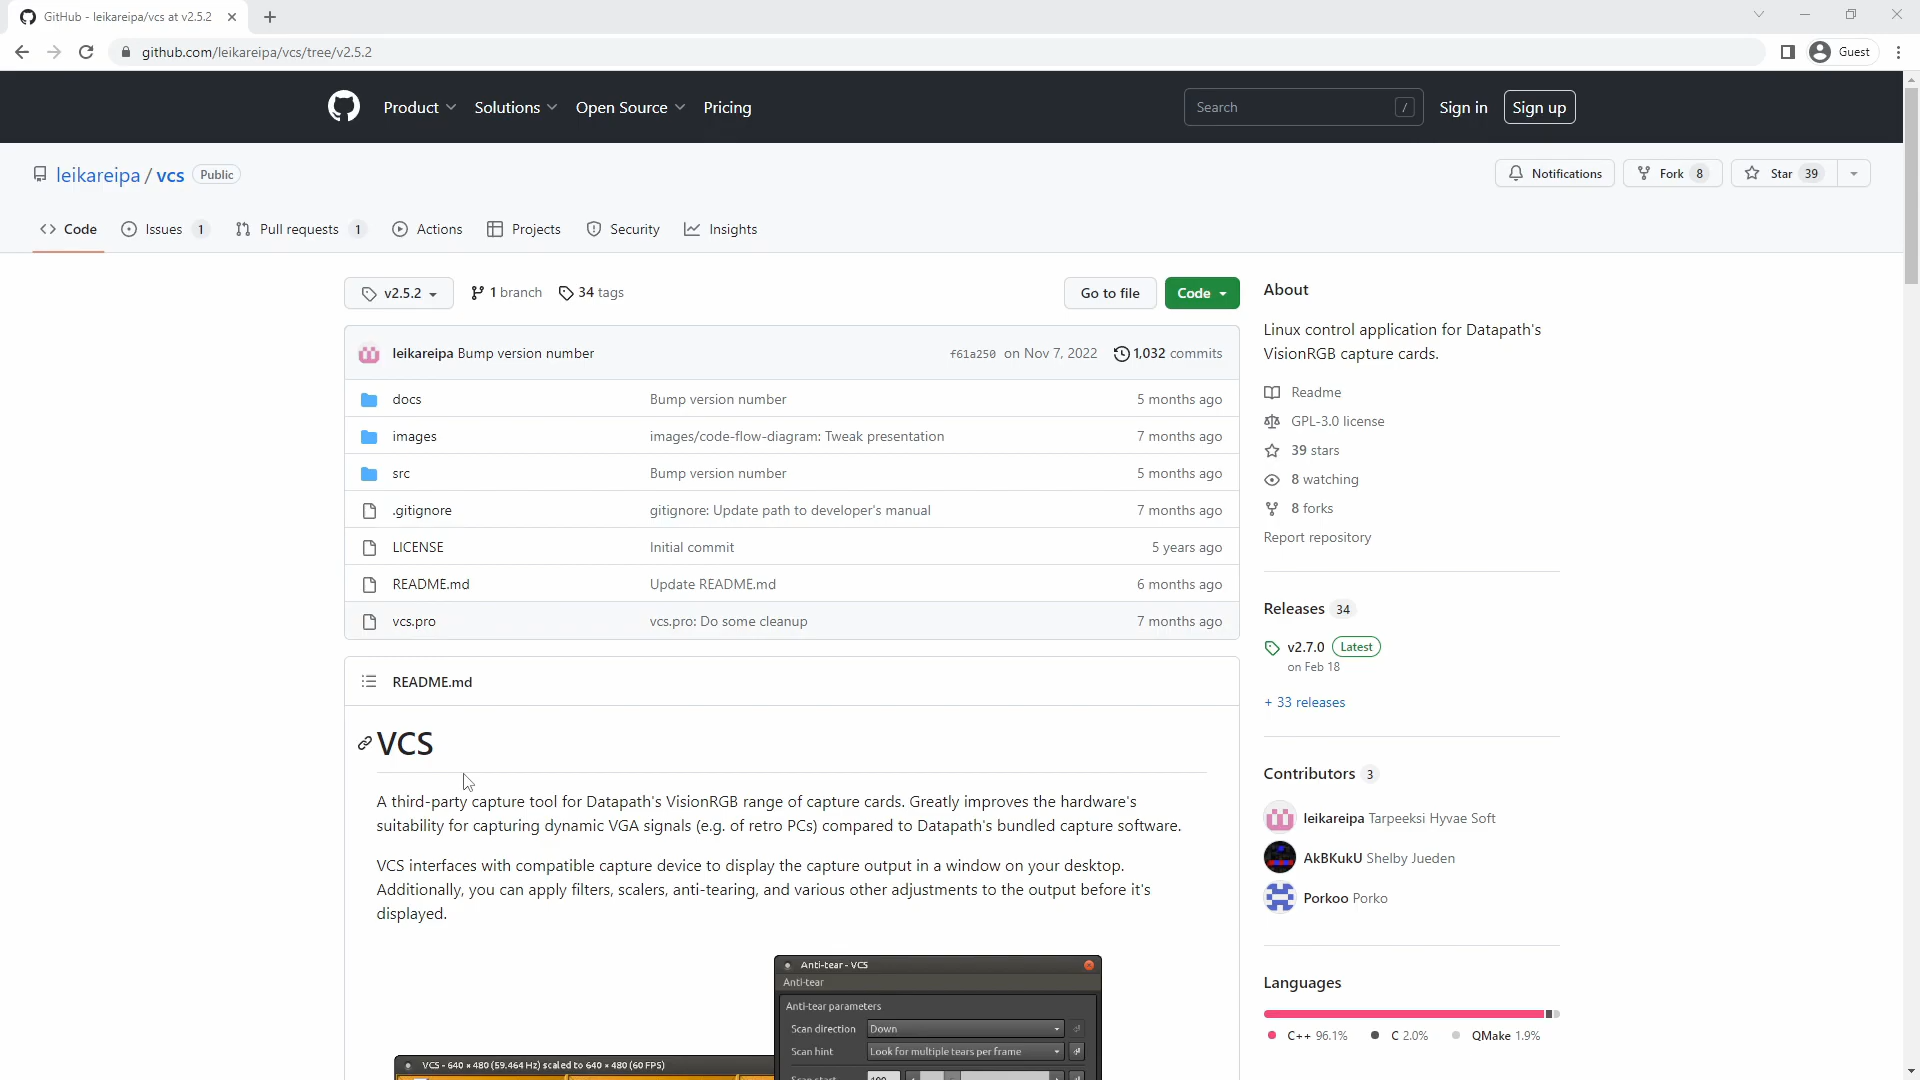 GitHub - leikareipa/vcs at v2.5.2
github.com/leikareipa/vcs/tree/v2.5.2
Guest
Product
Solutions
Open Source
Pricing
Search
/
Sign in
Sign up
leikareipa / vcs Public
Notifications
Fork 8
Star 39
Code
Issues 1
Pull requests 1
Actions
Projects
Security
Insights
v2.5.2
1 branch
34 tags
Go to file
Code
leikareipa Bump version number f61a250 on Nov 7, 2022 1,032 commits
docs Bump version number 5 months ago
images images/code-flow-diagram: Tweak presentation 7 months ago
src Bump version number 5 months ago
.gitignore gitignore: Update path to developer's manual 7 months ago
LICENSE Initial commit 5 years ago
README.md Update README.md 6 months ago
vcs.pro vcs.pro: Do some cleanup 7 months ago
README.md
VCS
A third-party capture tool for Datapath's VisionRGB range of capture cards. Greatly improves the hardware's
suitability for capturing dynamic VGA signals (e.g. of retro PCs) compared to Datapath's bundled capture software.
VCS interfaces with compatible capture device to display the capture output in a window on your desktop.
Additionally, you can apply filters, scalers, anti-tearing, and various other adjustments to the output before it's
displayed.
Anti-tear - VCS
Anti-tear
Anti-tear parameters
Scan direction Down
Scan hint Look for multiple tears per frame
VCS - 640 × 480 (59.464 Hz) scaled to 640 × 480 (60 FPS)
About
Linux control application for Datapath's
VisionRGB capture cards.
Readme
GPL-3.0 license
39 stars
8 watching
8 forks
Report repository
Releases 34
v2.7.0 Latest
on Feb 18
+ 33 releases
Contributors 3
leikareipa Tarpeeksi Hyvae Soft
AkBKukU Shelby Jueden
Porkoo Porko
Languages
C++ 96.1%
C 2.0%
QMake 1.9%